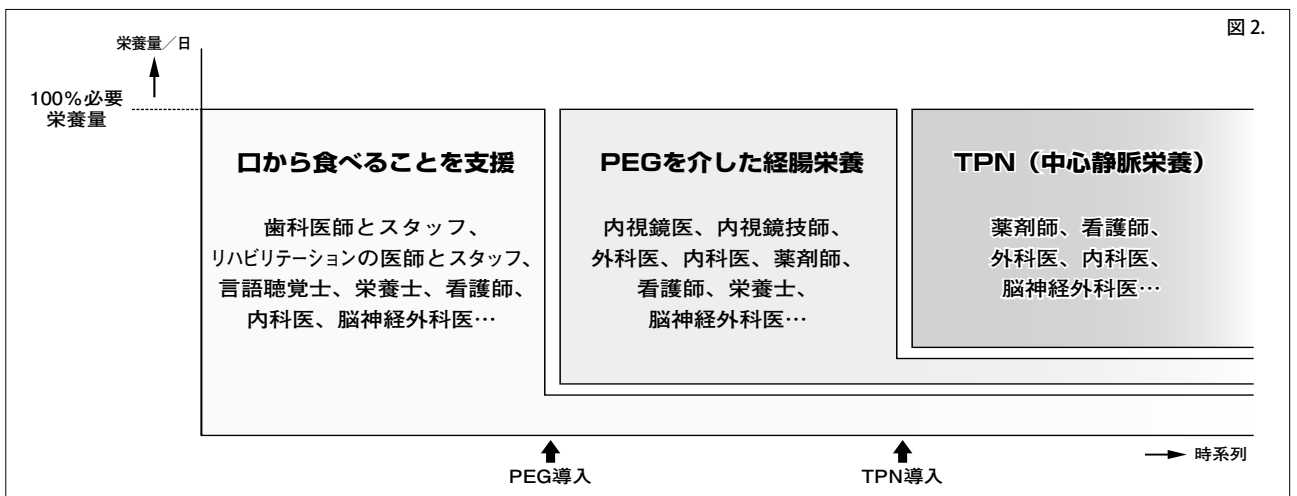 図2.
栄養量／日
100%必要
栄養量
口から食べることを支援
歯科医師とスタッフ、
リハビリテーションの医師とスタッフ、
言語聴覚士、栄養士、看護師、
内科医、脳神経外科医…
PEGを介した経腸栄養
内視鏡医、内視鏡技師、
外科医、内科医、薬剤師、
看護師、栄養士、
脳神経外科医…
TPN（中心静脈栄養）
薬剤師、看護師、
外科医、内科医、
脳神経外科医…
PEG導入
TPN導入
時系列